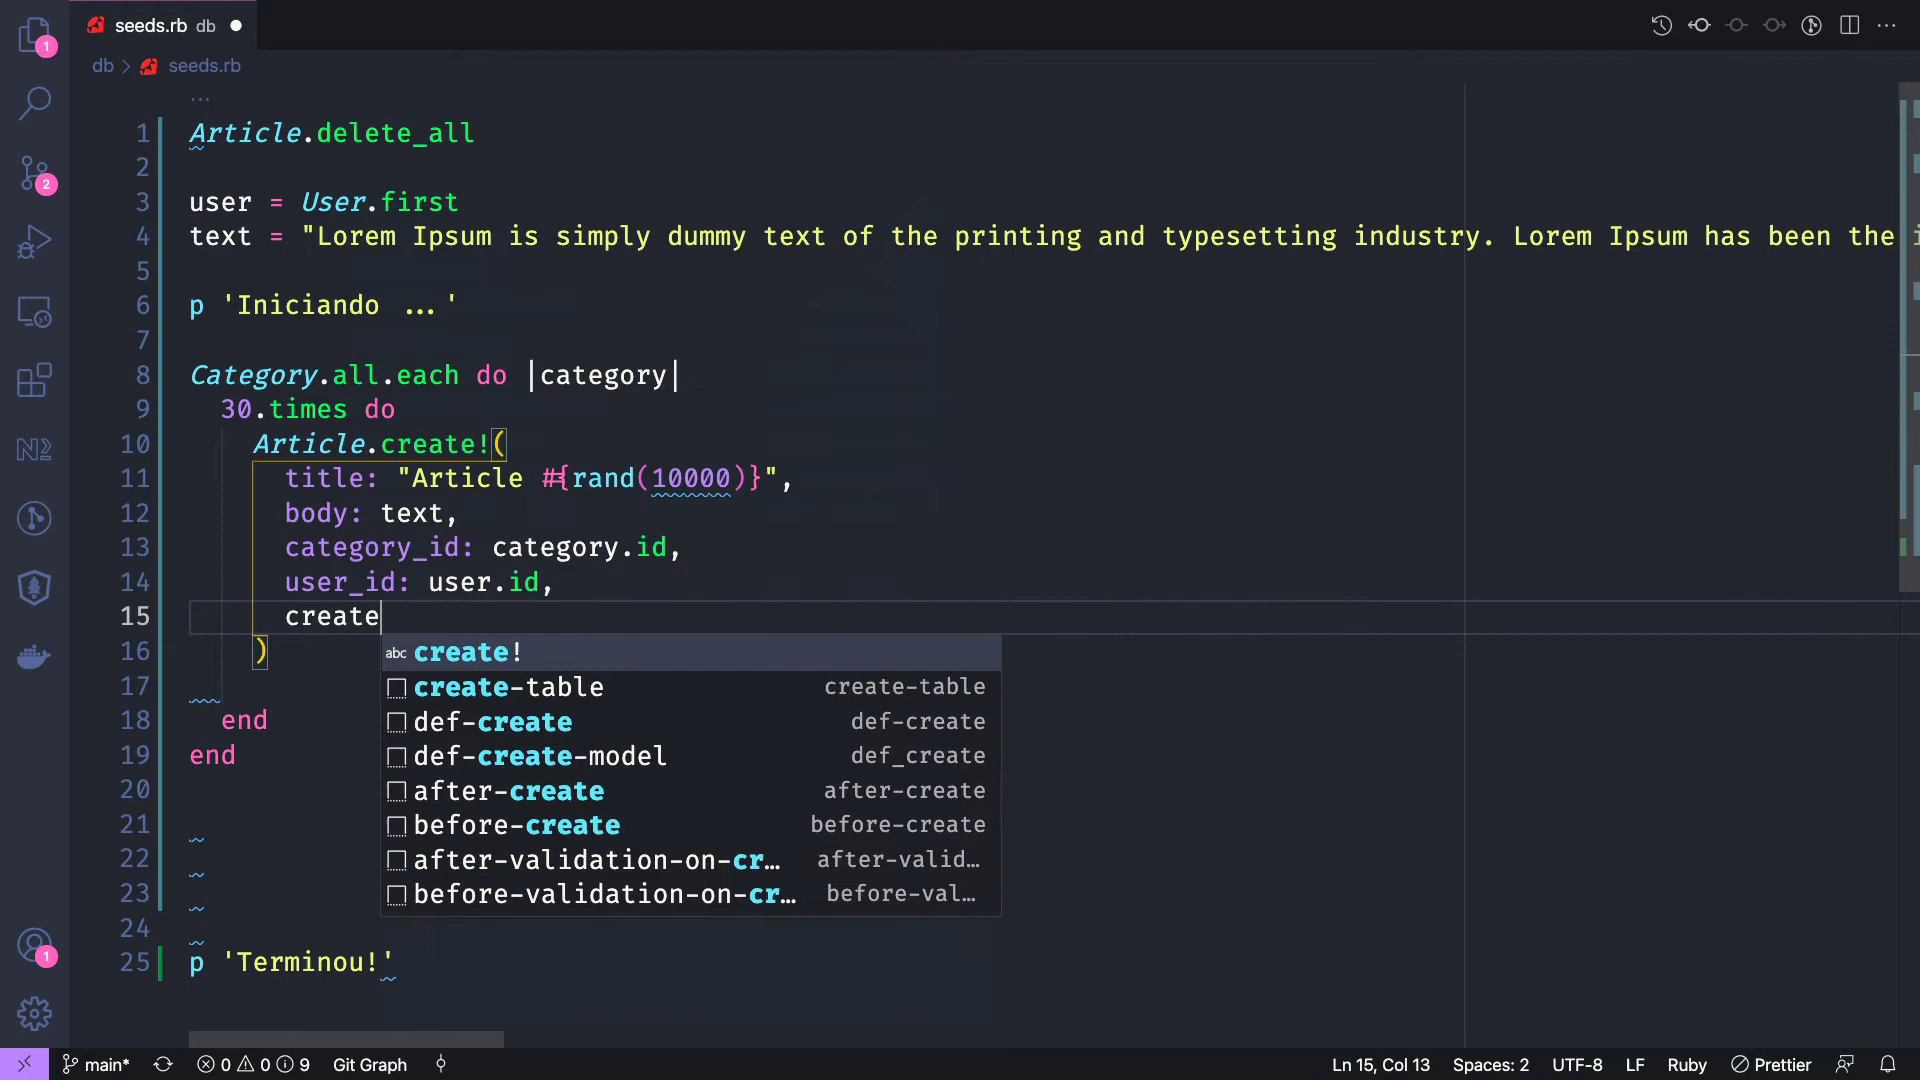 seeds.rb db
db > seeds.rb
1
...
1 Article.delete_all
2
2
3 user = User.first
4 text = "Lorem Ipsum is simply dummy text of the printing and typesetting industry. Lorem Ipsum has been the i
5
6 p 'Iniciando ...'
7
8 Category.all.each do |category|
9 30.times do
10 Article.create!(
11 title: "Article #{rand(10000)}",
12 body: text,
13 category_id: category.id,
14 user_id: user.id,
15 create
16 )
17
18 end
19 end
20
21
22
23
24
25 p 'Terminou!'
abc create!
create-table create-table
def-create def-create
def-create-model def_create
after-create after-create
before-create before-create
after-validation-on-cr... after-valid...
before-validation-on-cr... before-val...
1
main* 0 0 9 Git Graph Ln 15, Col 13 Spaces: 2 UTF-8 LF Ruby Prettier